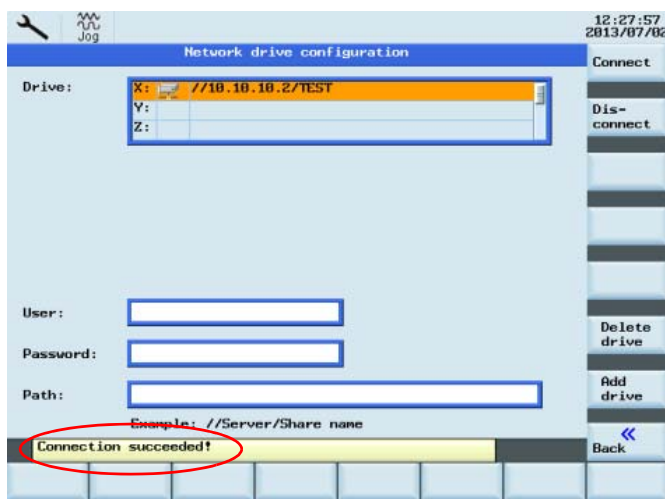 12:27:57
Jog
2013/07/02
Network drive configuration
Connect
Drive:
X: //10.10.10.2/TEST
Y:
Z:
Dis-
connect
User:
Delete
drive
Password:
Path:
Add
drive
Example: //Server/Share name
Connection succeeded!
Back